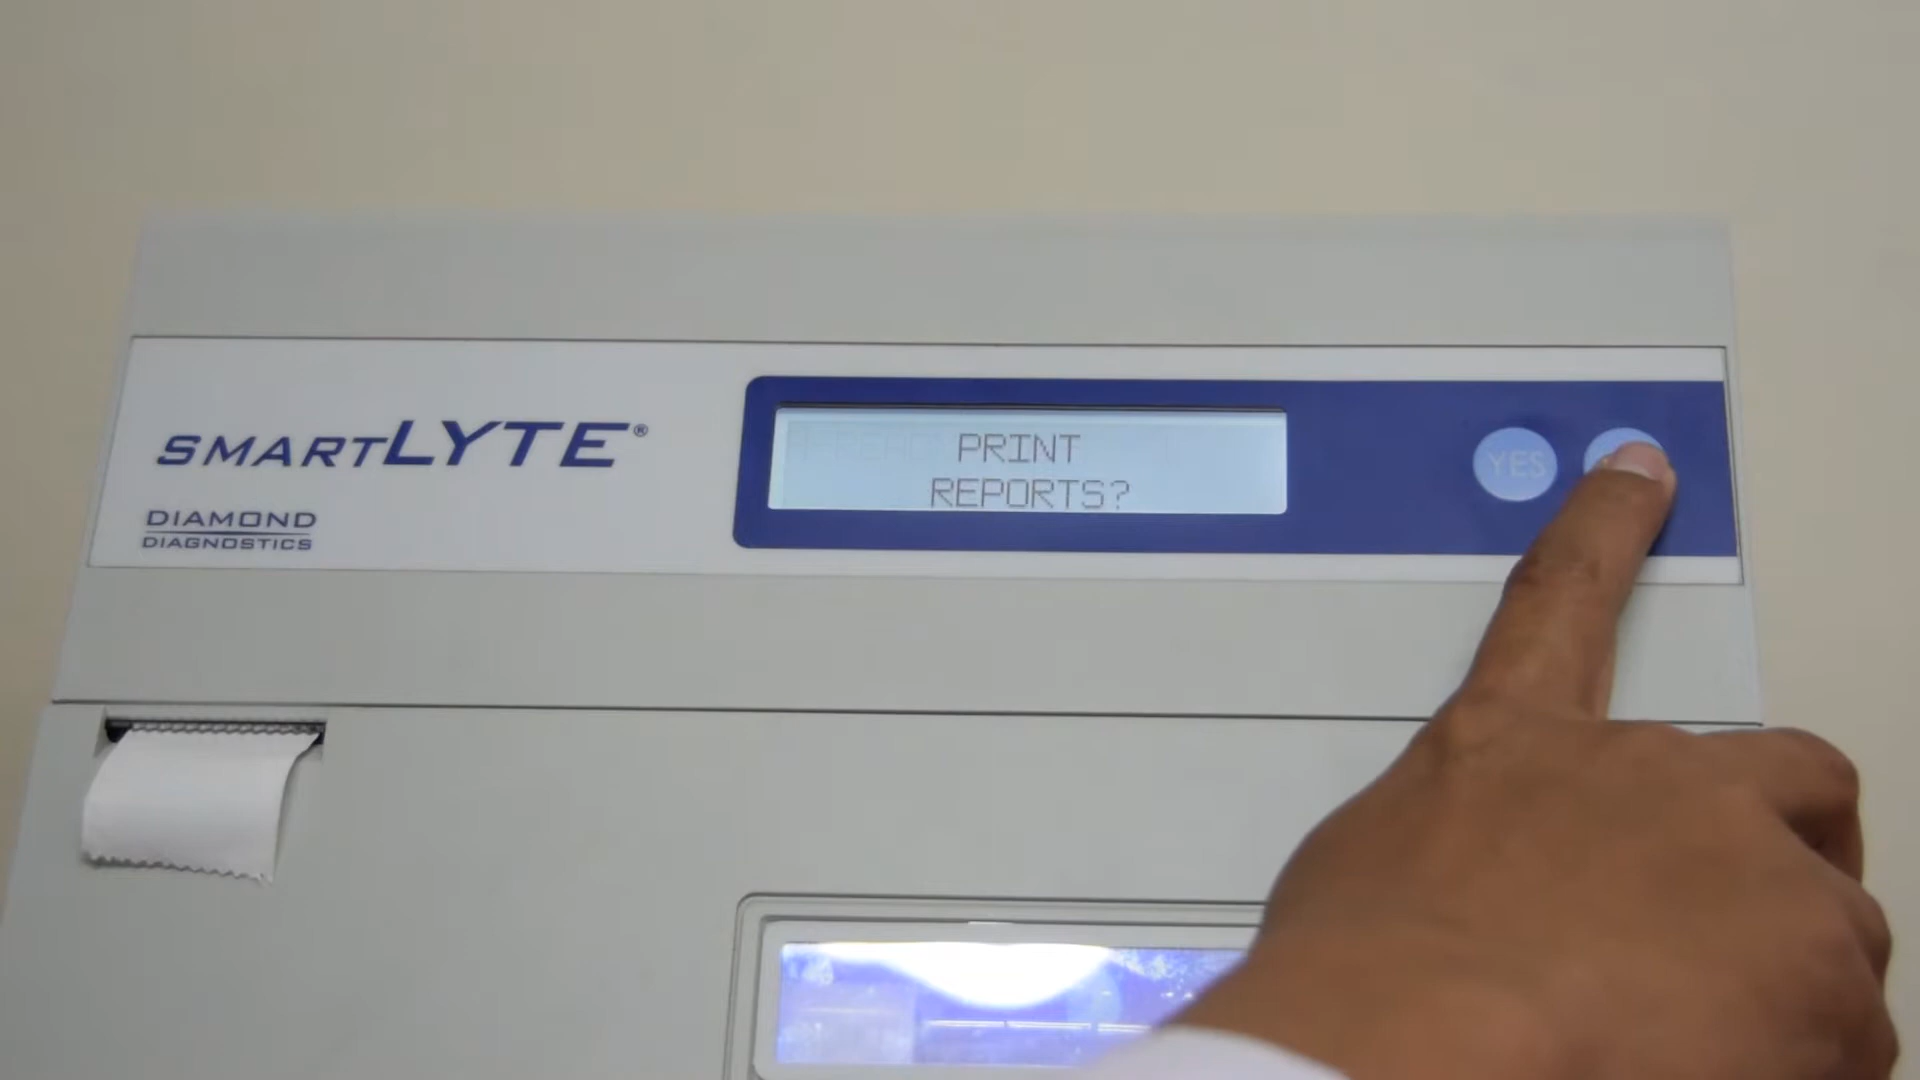 SMARTLYTE®
DIAMOND
DIAGNOSTICS
PRINT
REPORTS?
YES